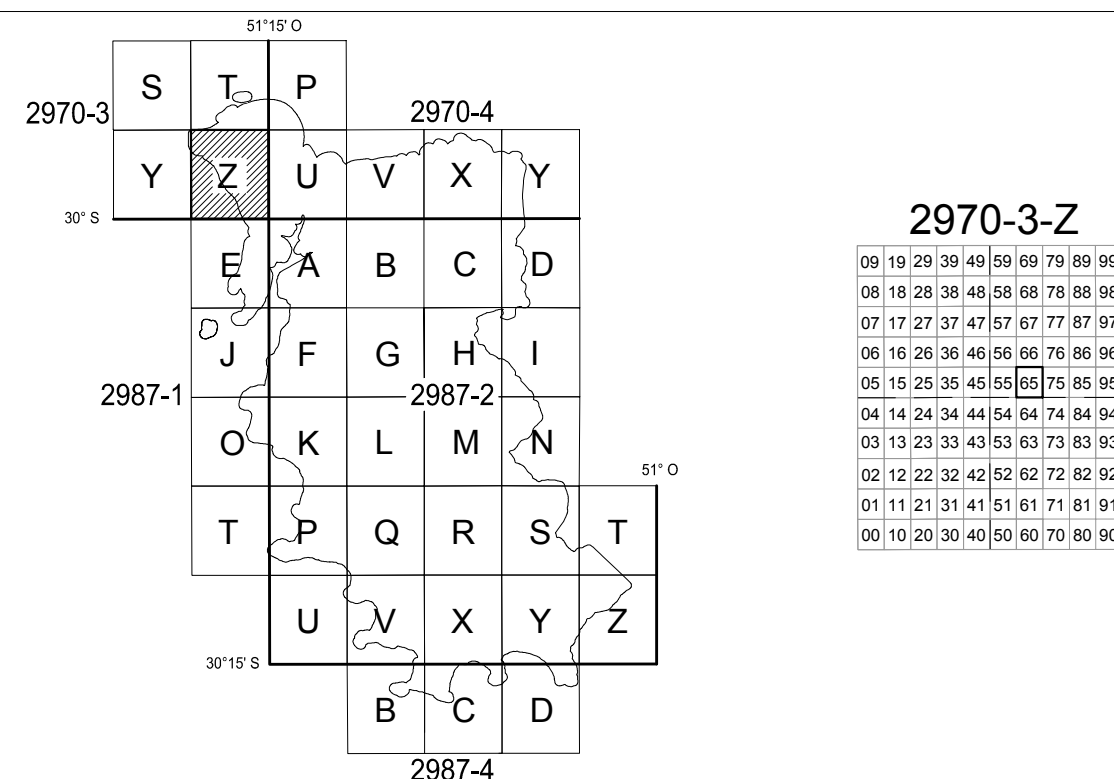 51°15' O
S T P
2970-3 2970-4
Y Z U V X Y
30° S
E A B C D
J F G H I
2987-1 2987-2
O K L M N
51° O
T P Q R S T
U V X Y Z
30°15' S
B C D
2987-4
2970-3-Z
09 19 29 39 49 59 69 79 89 99
08 18 28 38 48 58 68 78 88 98
07 17 27 37 47 57 67 77 87 97
06 16 26 36 46 56 66 76 86 96
05 15 25 35 45 55 65 75 85 95
04 14 24 34 44 54 64 74 84 94
03 13 23 33 43 53 63 73 83 93
02 12 22 32 42 52 62 72 82 92
01 11 21 31 41 51 61 71 81 91
00 10 20 30 40 50 60 70 80 90